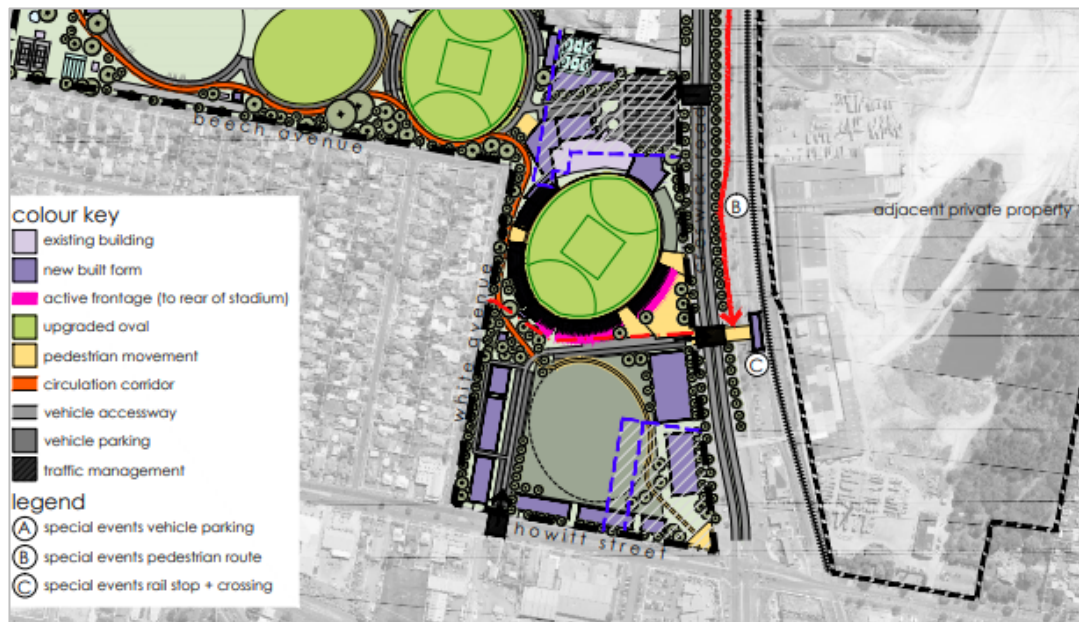 beech avenue
adjacent private property
white avenue
howitt street
B
C
colour key
existing building
new built form
active frontage (to rear of stadium)
upgraded oval
pedestrian movement
circulation corridor
vehicle accessway
vehicle parking
traffic management
legend
A special events vehicle parking
B special events pedestrian route
C special events rail stop + crossing